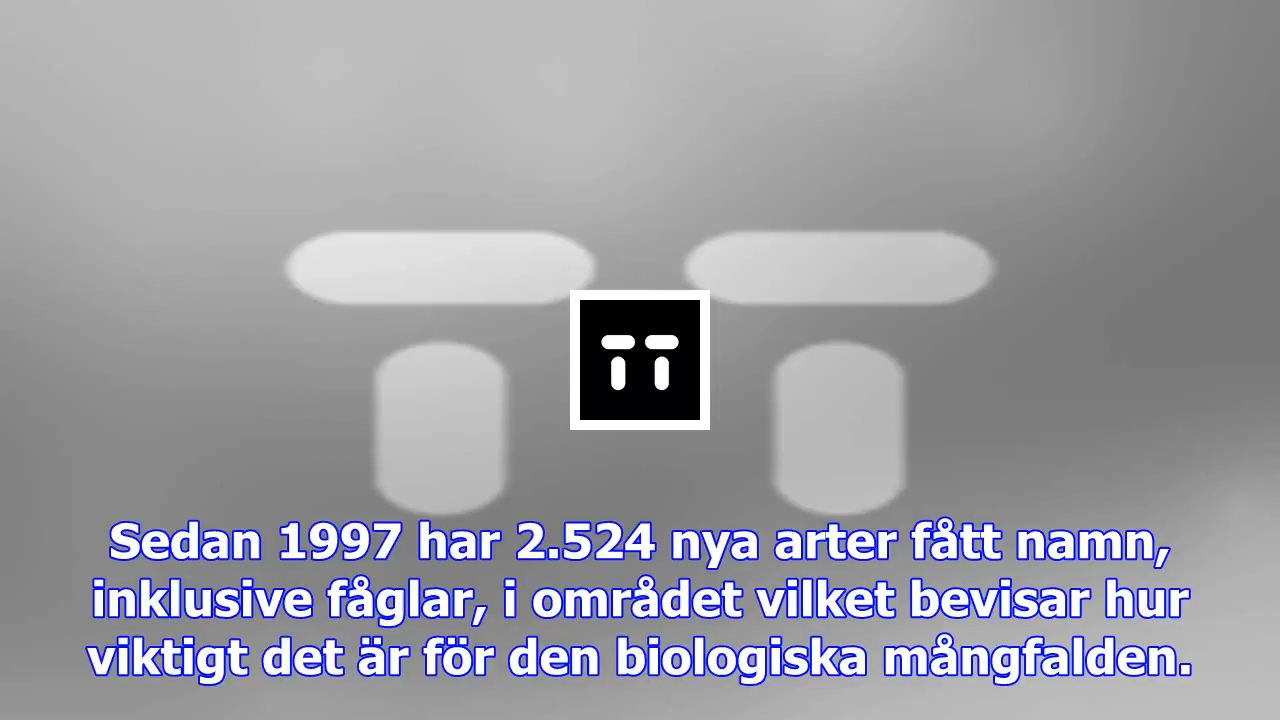 Sedan 1997 har 2.524 nya arter fått namn,
inklusive fåglar, i området vilket bevisar hur
viktigt det är för den biologiska mångfalden.